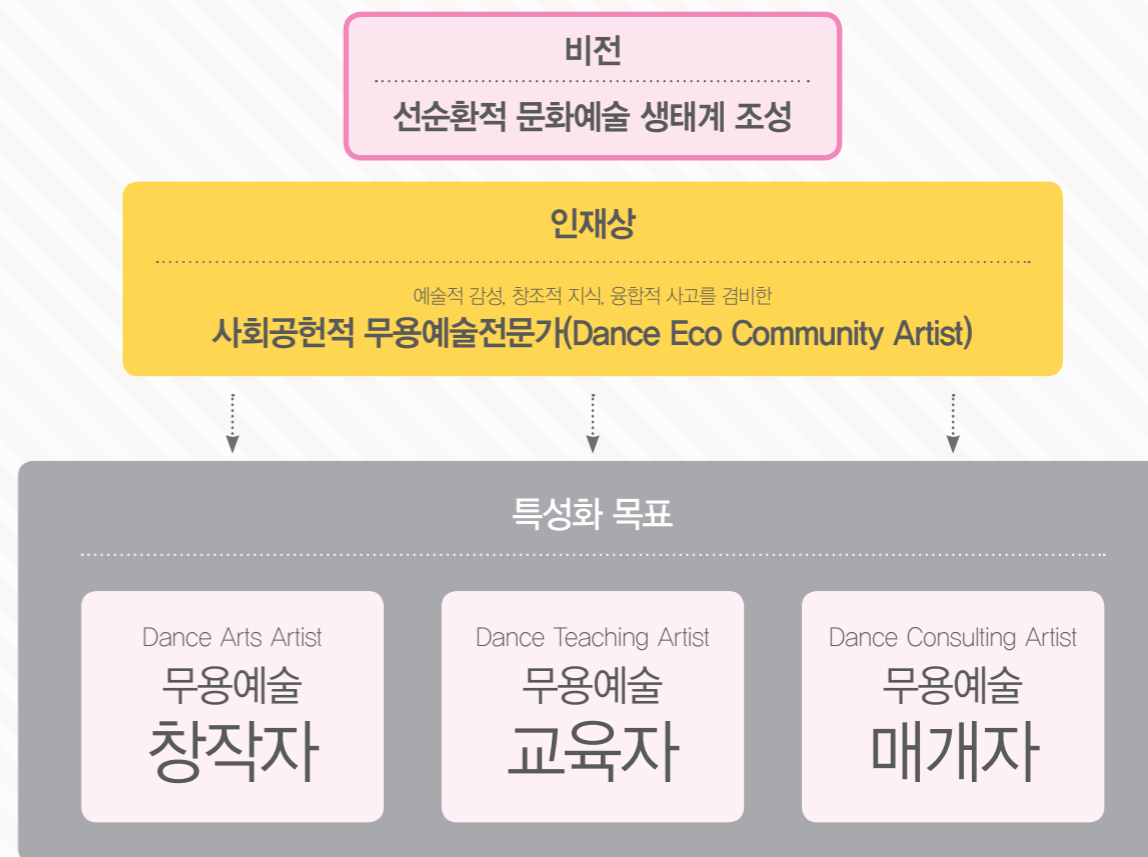 비전
선순환적 문화예술 생태계 조성
인재상
예술적 감성, 창조적 지식, 융합적 사고를 겸비한
사회공헌적 무용예술전문가(Dance Eco Community Artist)
특성화 목표
Dance Arts Artist
무용예술
창작자
Dance Teaching Artist
무용예술
교육자
Dance Consulting Artist
무용예술
매개자